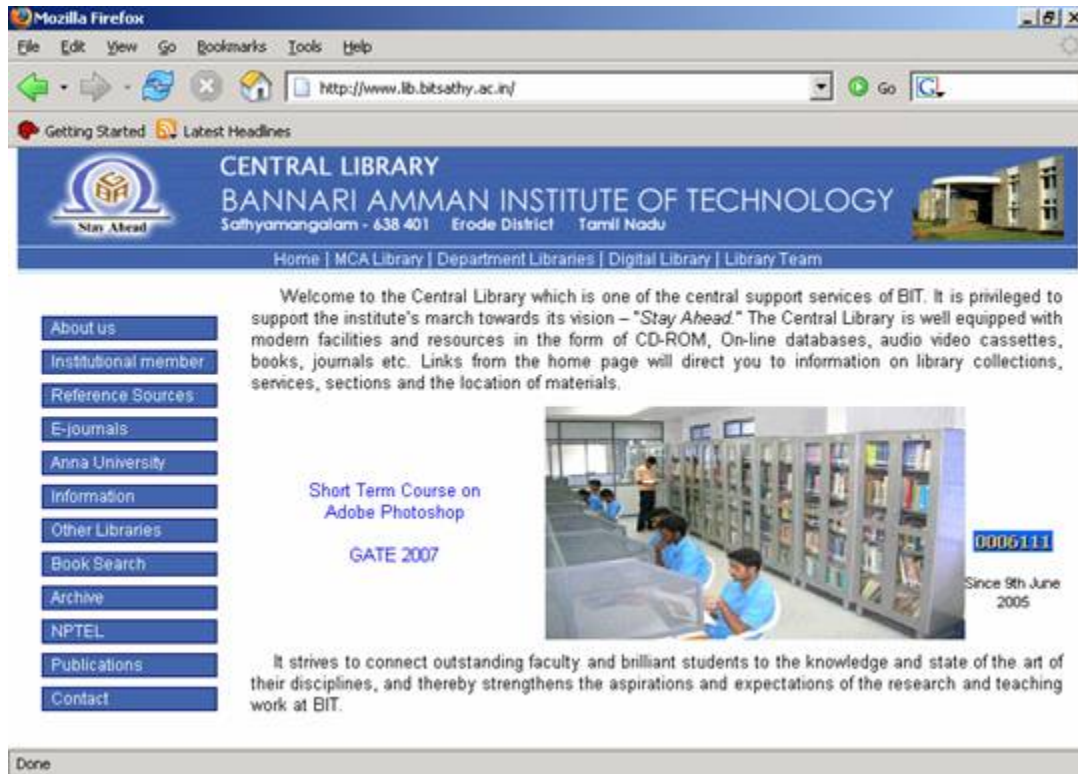 Mozilla Firefox
File Edit View Go Bookmarks Tools Help
http://www.lib.bitsathy.ac.in/ Go G
Getting Started Latest Headlines
Stay Ahead
CENTRAL LIBRARY
BANNARI AMMAN INSTITUTE OF TECHNOLOGY
Sathyamangalam - 638 401 Erode District Tamil Nadu
Home | MCA Library | Department Libraries | Digital Library | Library Team
About us
Institutional member
Reference Sources
E-journals
Anna University
Information
Other Libraries
Book Search
Archive
NPTEL
Publications
Contact
Welcome to the Central Library which is one of the central support services of BIT. It is privileged to
support the institute's march towards its vision – "Stay Ahead." The Central Library is well equipped with
modern facilities and resources in the form of CD-ROM, On-line databases, audio video cassettes,
books, journals etc. Links from the home page will direct you to information on library collections,
services, sections and the location of materials.
Short Term Course on
Adobe Photoshop
GATE 2007
0006111
Since 9th June
2005
It strives to connect outstanding faculty and brilliant students to the knowledge and state of the art of
their disciplines, and thereby strengthens the aspirations and expectations of the research and teaching
work at BIT.
Done